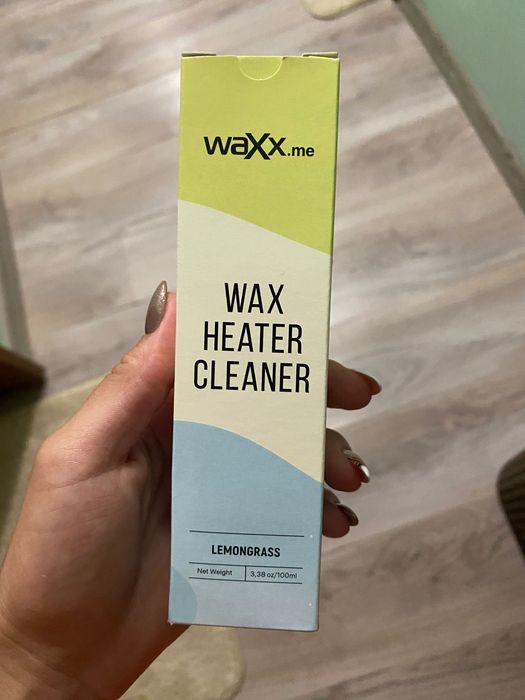 waXx.me
WAX
HEATER
CLEANER
LEMONGRASS
Net Weight 3,38 oz/100ml